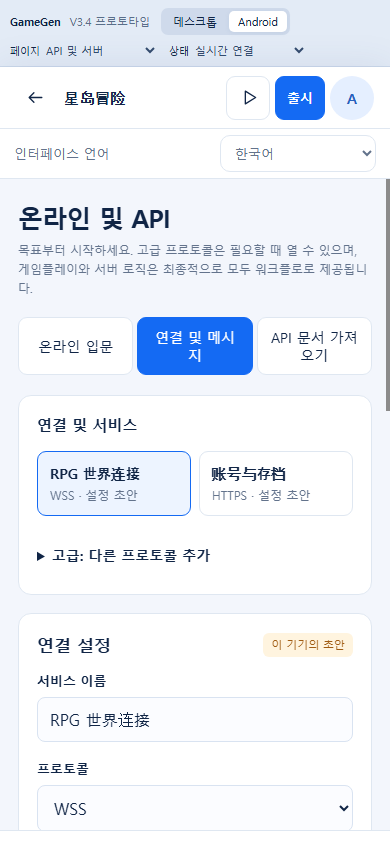 GameGen V3.4 프로토타입 데스크톱 Android
페이지 API 및 서버 상태 실시간 연결
← 星岛冒险 출시 A
인터페이스 언어 한국어
온라인 및 API
목표부터 시작하세요. 고급 프로토콜은 필요할 때 열 수 있으며,
게임플레이와 서버 로직은 최종적으로 모두 워크플로로 제공됩니
다.
온라인 입문
연결 및 메시
지
API 문서 가져
오기
연결 및 서비스
RPG 世界连接
WSS · 설정 초안
账号与存档
HTTPS · 설정 초안
▶ 고급: 다른 프로토콜 추가
연결 설정 이 기기의 초안
서비스 이름
RPG 世界连接
프로토콜
WSS